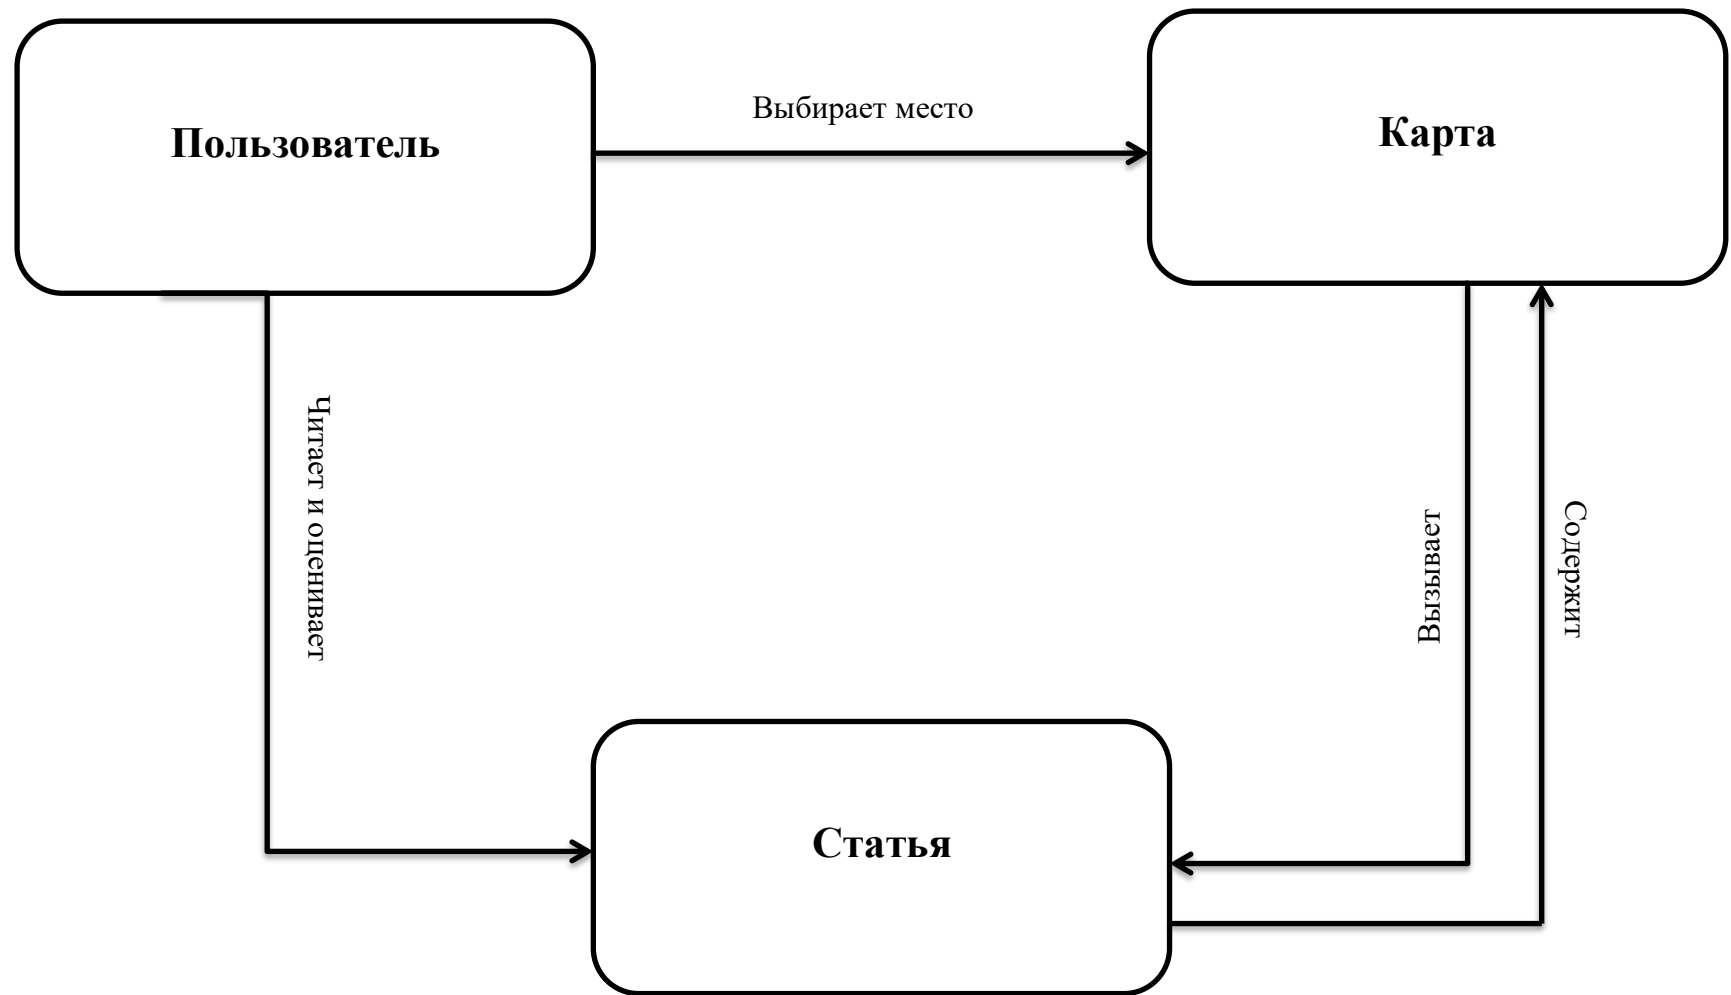 Выбирает место
Пользователь
Карта
Читает и оценивает
Вызывает
Содержит
Статья